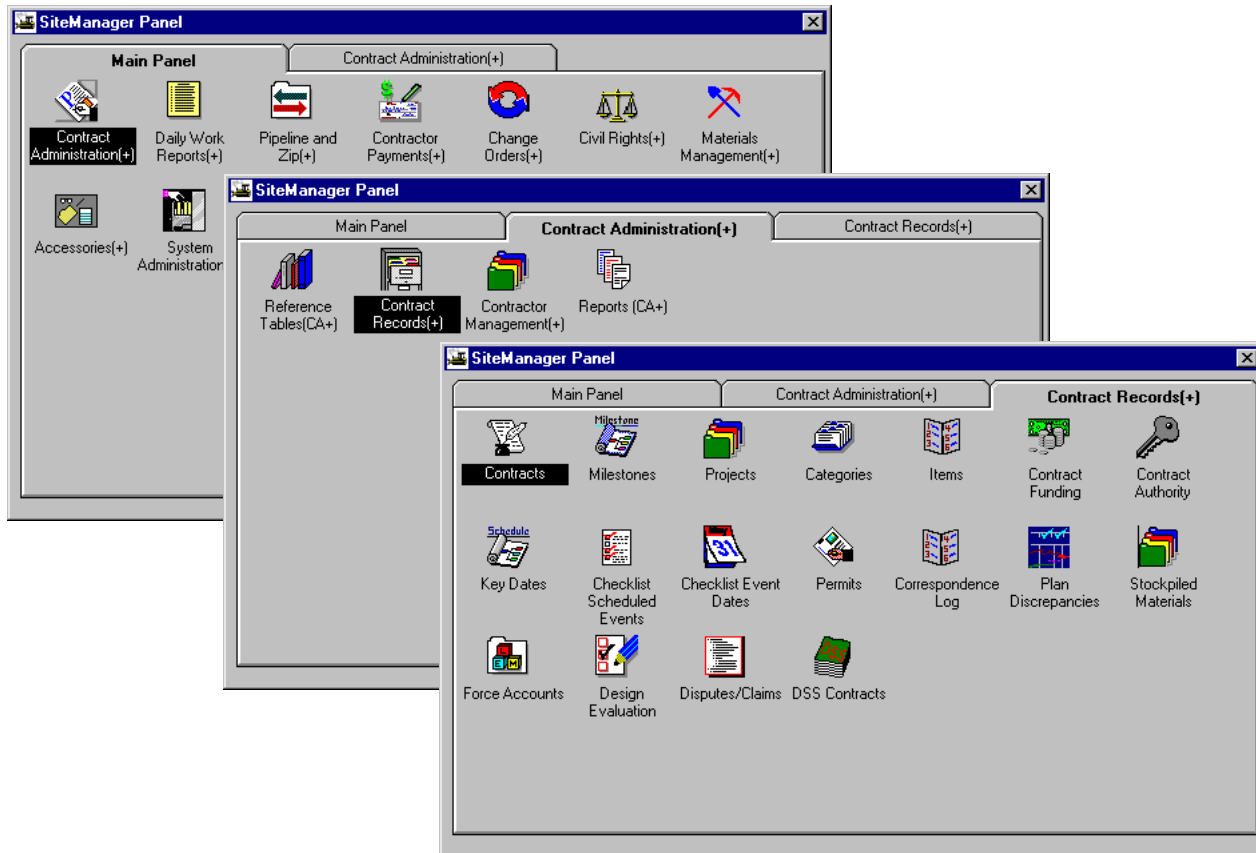 SiteManager Panel
Main Panel
Contract Administration(+)
Contract
Administration(+)
Daily Work
Reports(+)
Pipeline and
Zip(+)
Contractor
Payments(+)
Change
Orders(+)
Civil Rights(+)
Materials
Management(+)
Accessories(+)
System
Administration
SiteManager Panel
Main Panel
Contract Administration(+)
Contract Records(+)
Reference
Tables(CA+)
Contract
Records(+)
Contractor
Management(+)
Reports (CA+)
SiteManager Panel
Main Panel
Contract Administration(+)
Contract Records(+)
Contracts
Milestone
Milestones
Projects
Categories
Items
Contract
Funding
Contract
Authority
Schedule
Key Dates
Checklist
Scheduled
Events
31
Checklist Event
Dates
Permits
Correspondence
Log
Plan
Discrepancies
Stockpiled
Materials
L
E M
Force Accounts
Design
Evaluation
Disputes/Claims
DSS
DSS Contracts